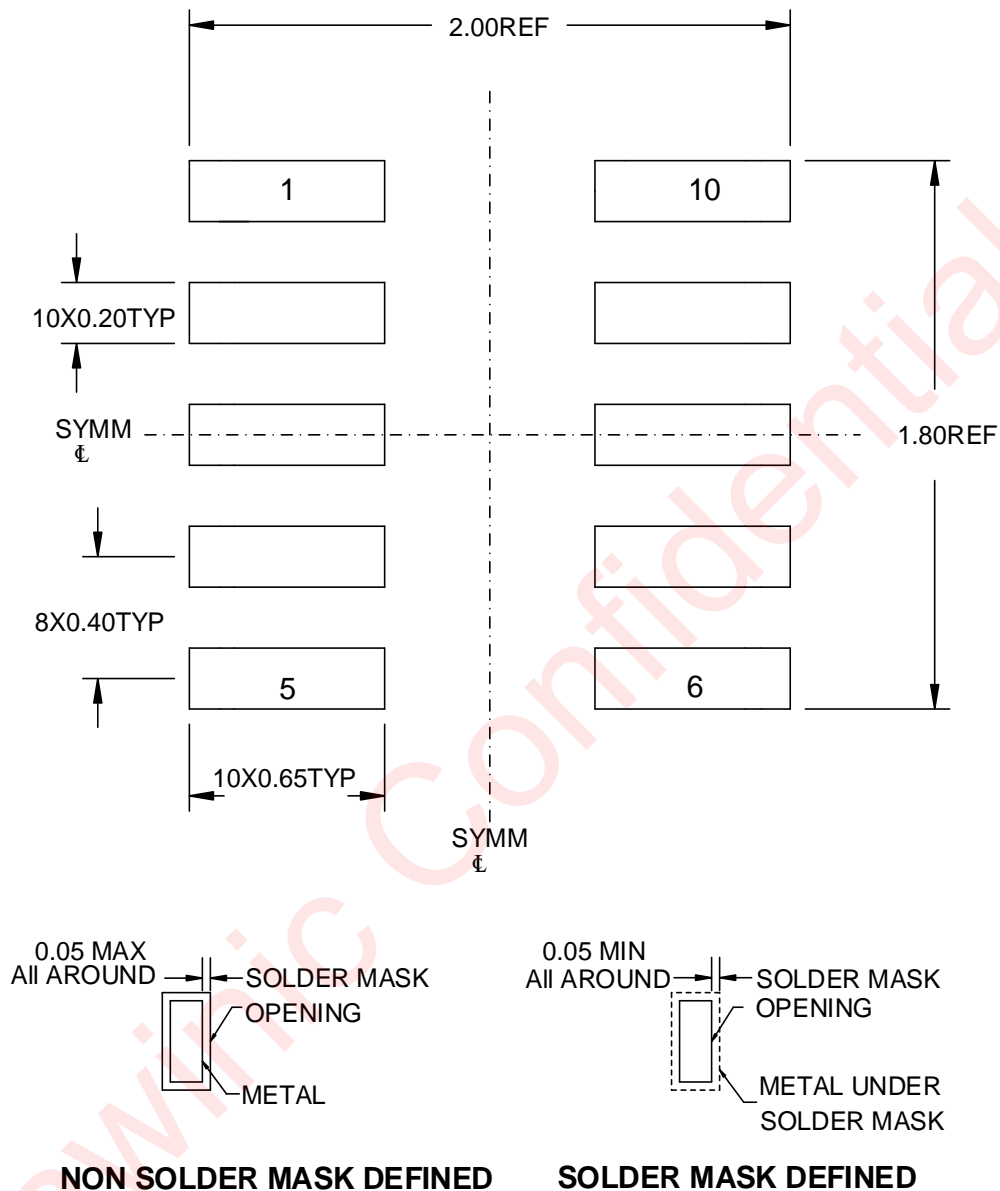 2.00REF
1
10
10X0.20TYP
SYMM
℄
1.80REF
8X0.40TYP
5
6
10X0.65TYP
SYMM
℄
0.05 MAX
All AROUND
SOLDER MASK
OPENING
METAL
0.05 MIN
All AROUND
SOLDER MASK
OPENING
METAL UNDER
SOLDER MASK
NON SOLDER MASK DEFINED
SOLDER MASK DEFINED
Confidential